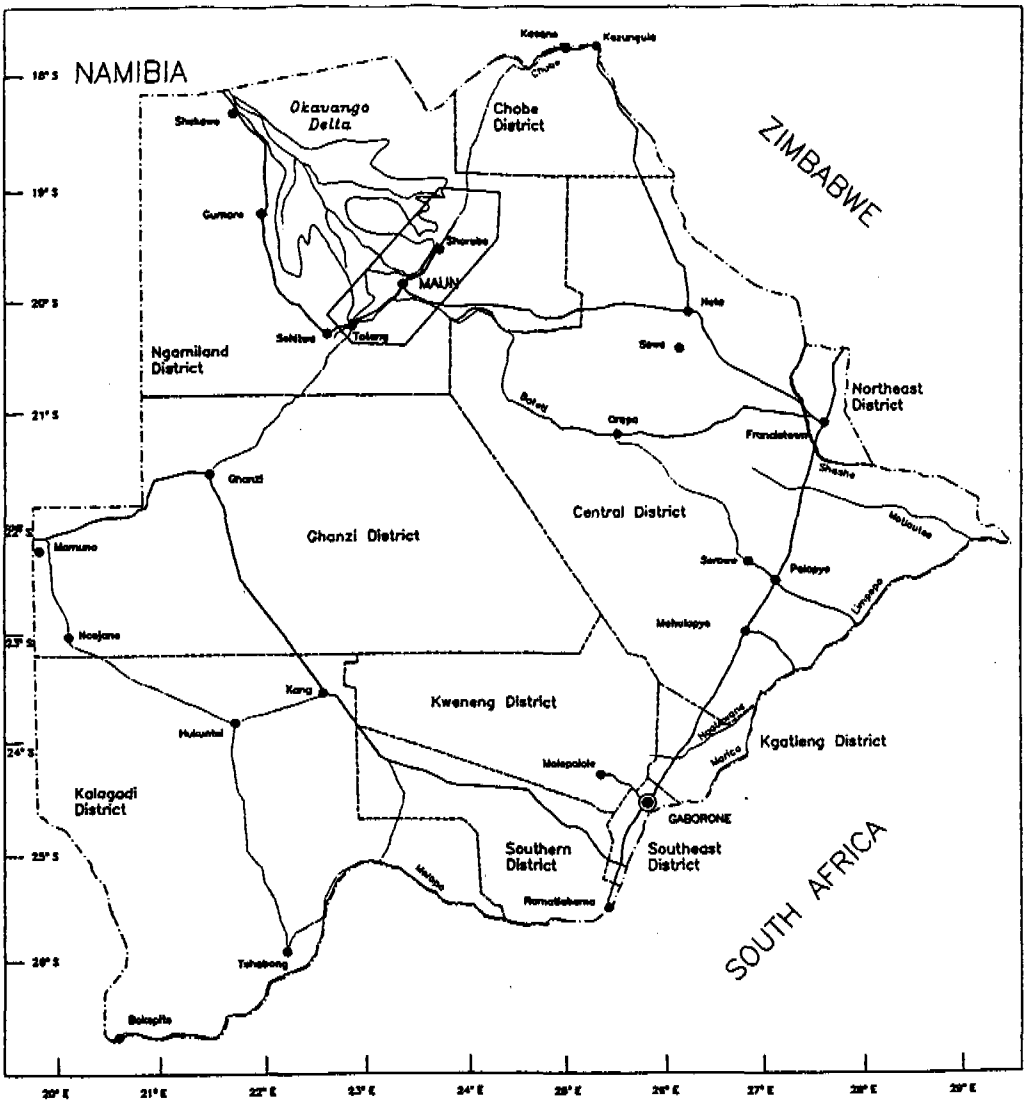 Kasane
Kazungula
18° S
NAMIBIA
Chobe
Okavango
Delta
Chobe
District
Shakawe
ZIMBABWE
19° S
Gumare
Shorobe
MAUN
20° S
Nata
Sehitwa
Toteng
Sowa
Ngamiland
District
Northeast
District
Boteti
21° S
Orapa
Francistown
Shashe
Ghanzi
Central District
Motloutse
Ghanzi District
22° S
Mamuno
Serowe
Palapye
Limpopo
Mahalapye
23° S
Ncojane
Kang
Kweneng District
Ngotwane
Hukuntsi
Kgatleng District
24° S
Marico
Molepolole
Kalagadi
District
GABORONE
Southern
District
Southeast
District
25° S
Molopo
Ramatlabama
SOUTH AFRICA
Tshabong
26° S
Bokspits
20° E
21° E
22° E
23° E
24° E
25° E
26° E
27° E
28° E
29° E